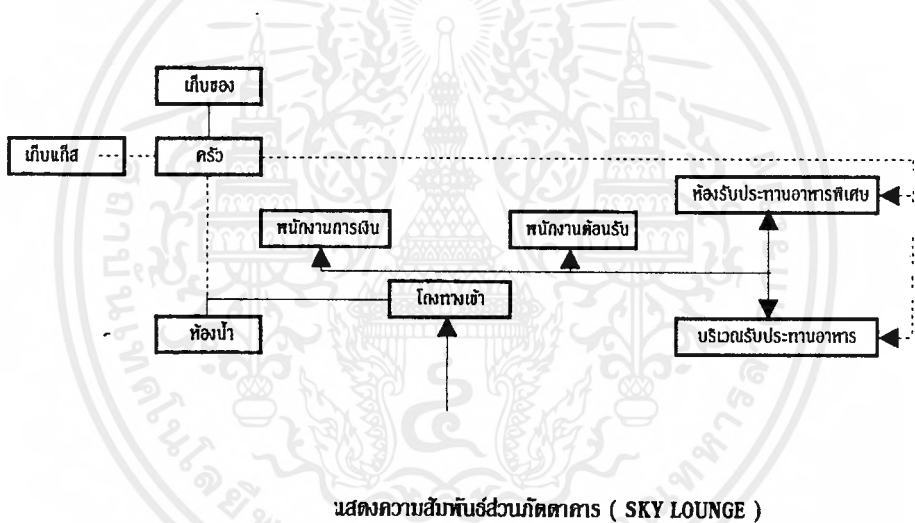 เก็บของ
เก็บแก๊ส
ครัว
ห้องรับประทานอาหารพิเศษ
พนักงานการเงิน
พนักงานต้อนรับ
โถงทางเข้า
ห้องน้ำ
บริเวณรับประทานอาหาร
แสดงความสัมพันธ์ส่วนภัตตาคาร ( SKY LOUNGE )